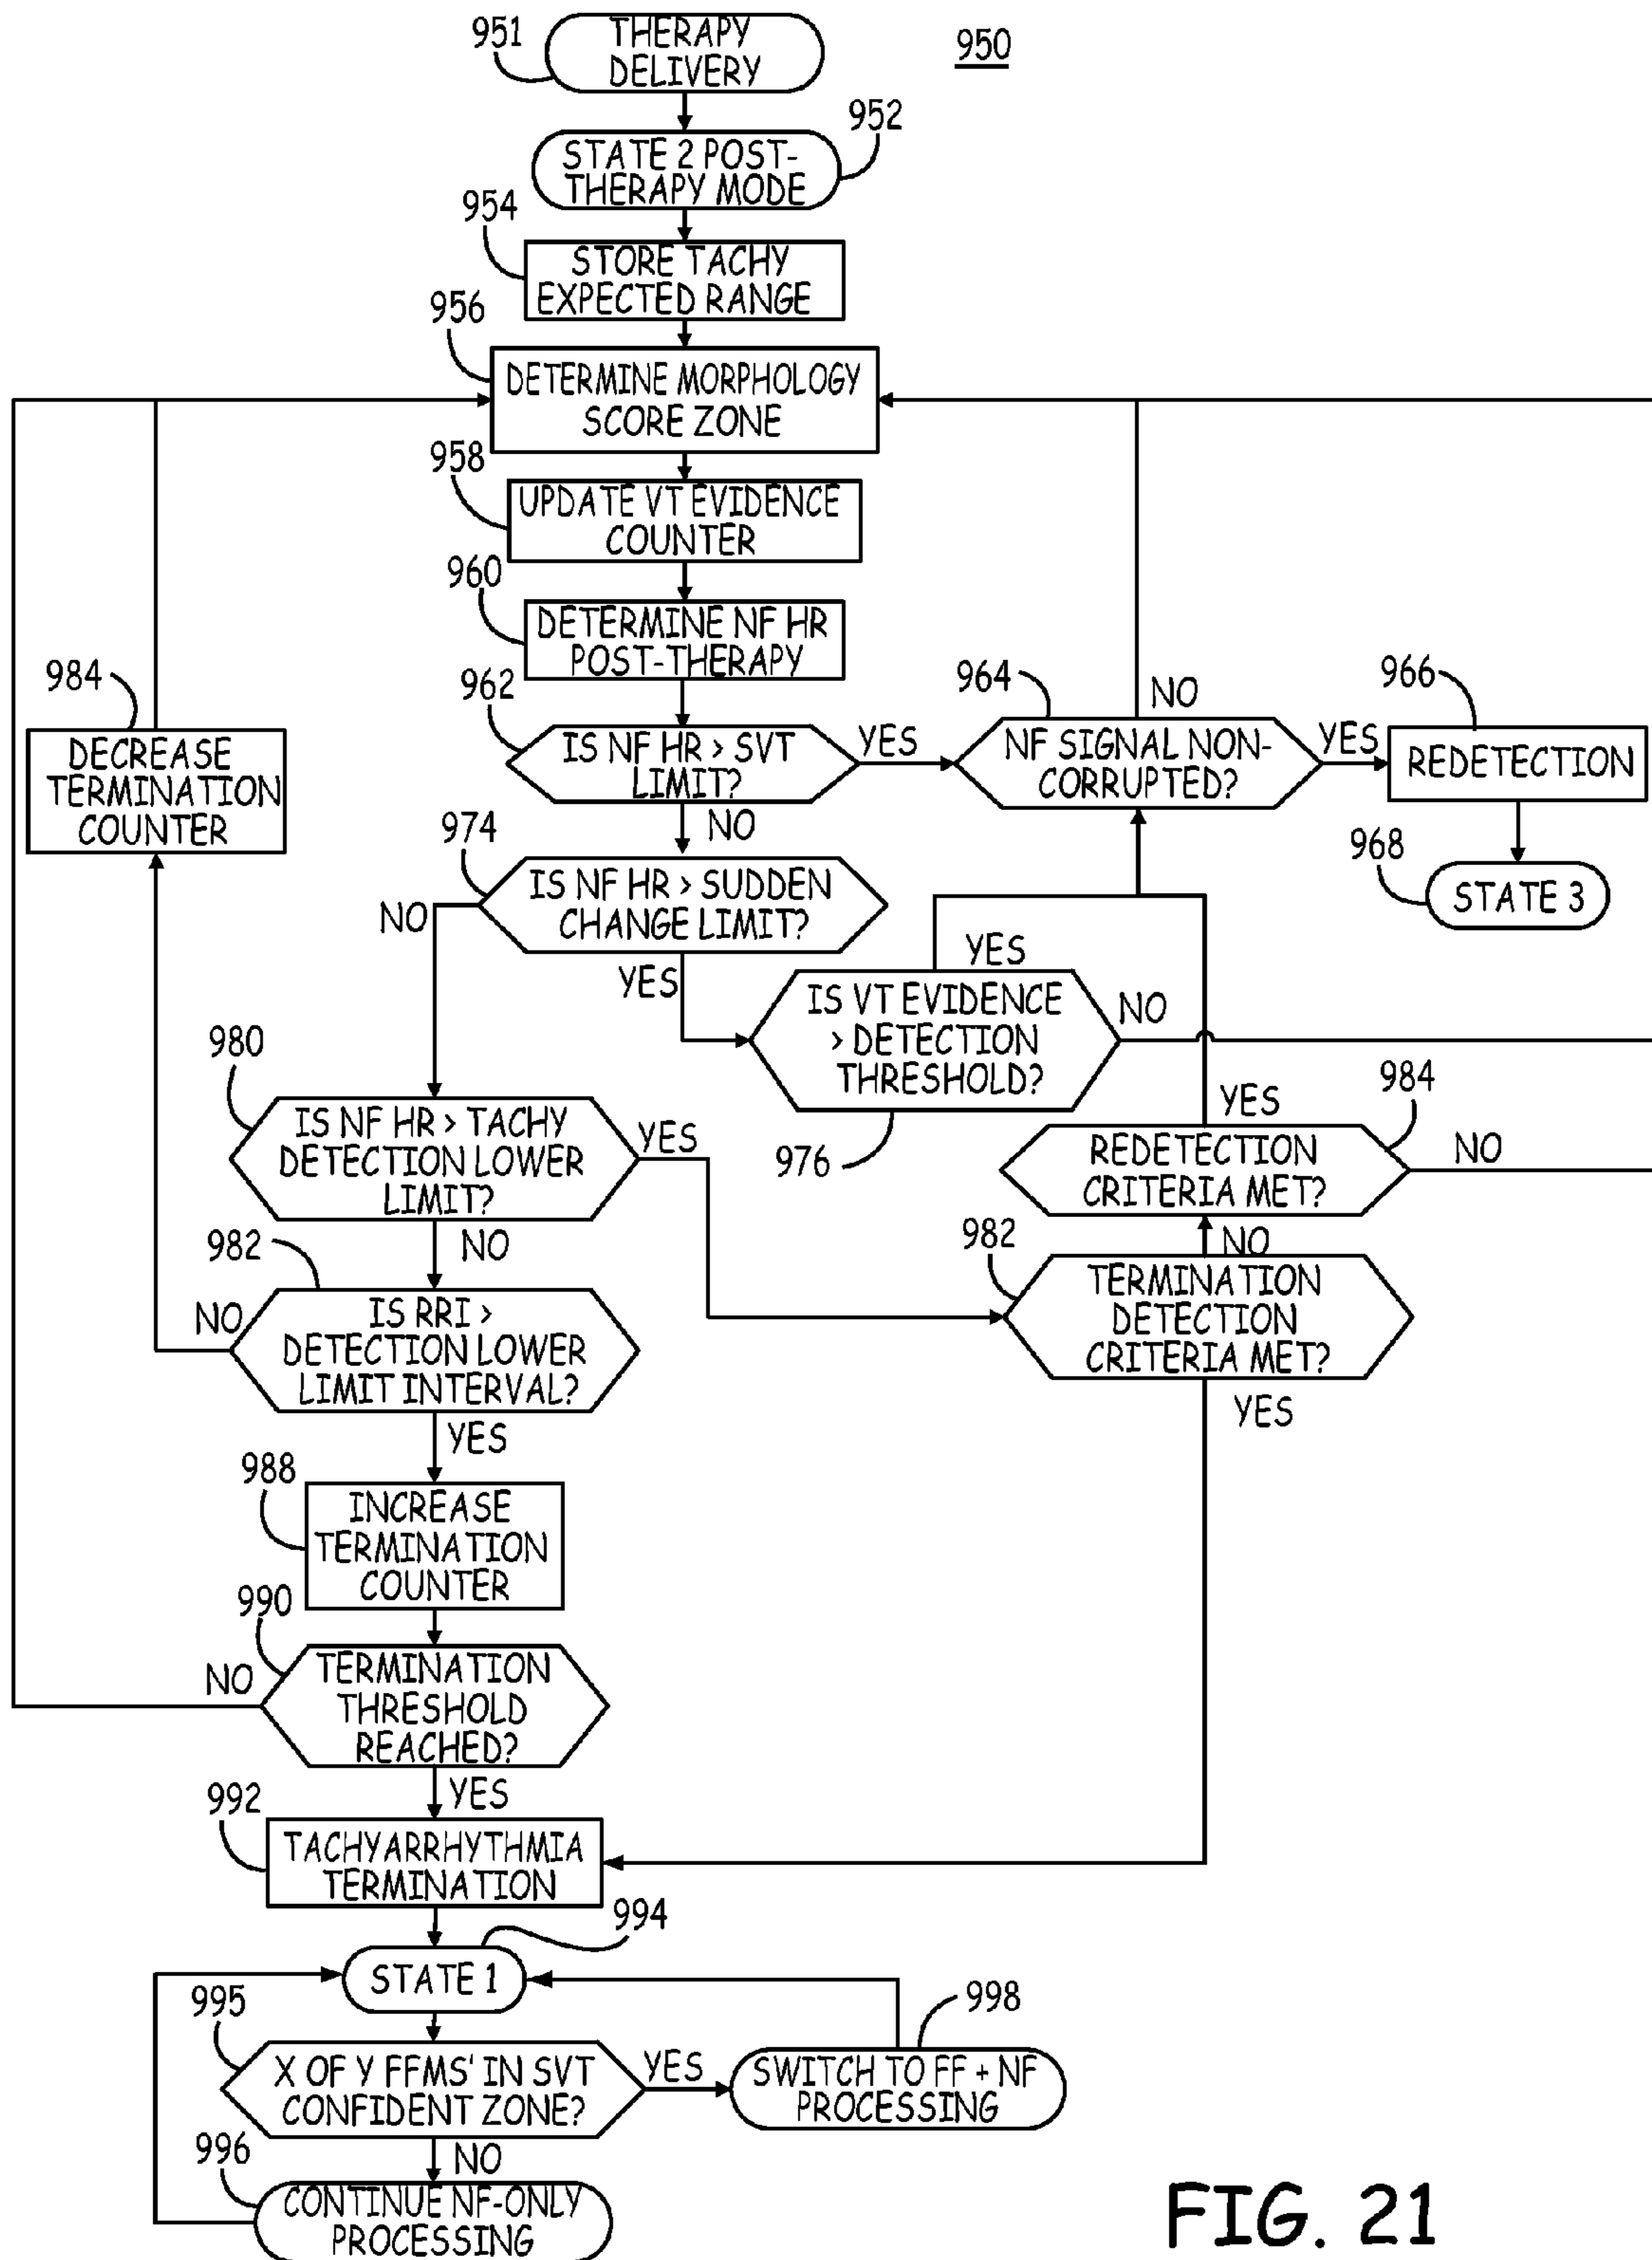 951
THERAPY
DELIVERY
950
952
STATE 2 POST-
THERAPY MODE
954
STORE TACHY
EXPECTED RANGE
956
DETERMINE MORPHOLOGY
SCORE ZONE
958
UPDATE VT EVIDENCE
COUNTER
960
DETERMINE NF HR
POST-THERAPY
984
DECREASE
TERMINATION
COUNTER
962
IS NF HR > SVT
LIMIT?
YES
NO
964
NF SIGNAL NON-
CORRUPTED?
NO
YES
966
REDETECTION
968
STATE 3
974
IS NF HR > SUDDEN
CHANGE LIMIT?
NO
YES
IS VT EVIDENCE
> DETECTION
THRESHOLD?
YES
NO
976
980
IS NF HR > TACHY
DETECTION LOWER
LIMIT?
YES
NO
984
REDETECTION
CRITERIA MET?
YES
NO
982
IS RRI >
DETECTION LOWER
LIMIT INTERVAL?
NO
YES
982
TERMINATION
DETECTION
CRITERIA MET?
NO
YES
988
INCREASE
TERMINATION
COUNTER
990
TERMINATION
THRESHOLD
REACHED?
NO
YES
992
TACHYARRHYTHMIA
TERMINATION
994
STATE 1
995
X OF Y FFMS' IN SVT
CONFIDENT ZONE?
YES
NO
998
SWITCH TO FF + NF
PROCESSING
996
CONTINUE NF-ONLY
PROCESSING
FIG. 21